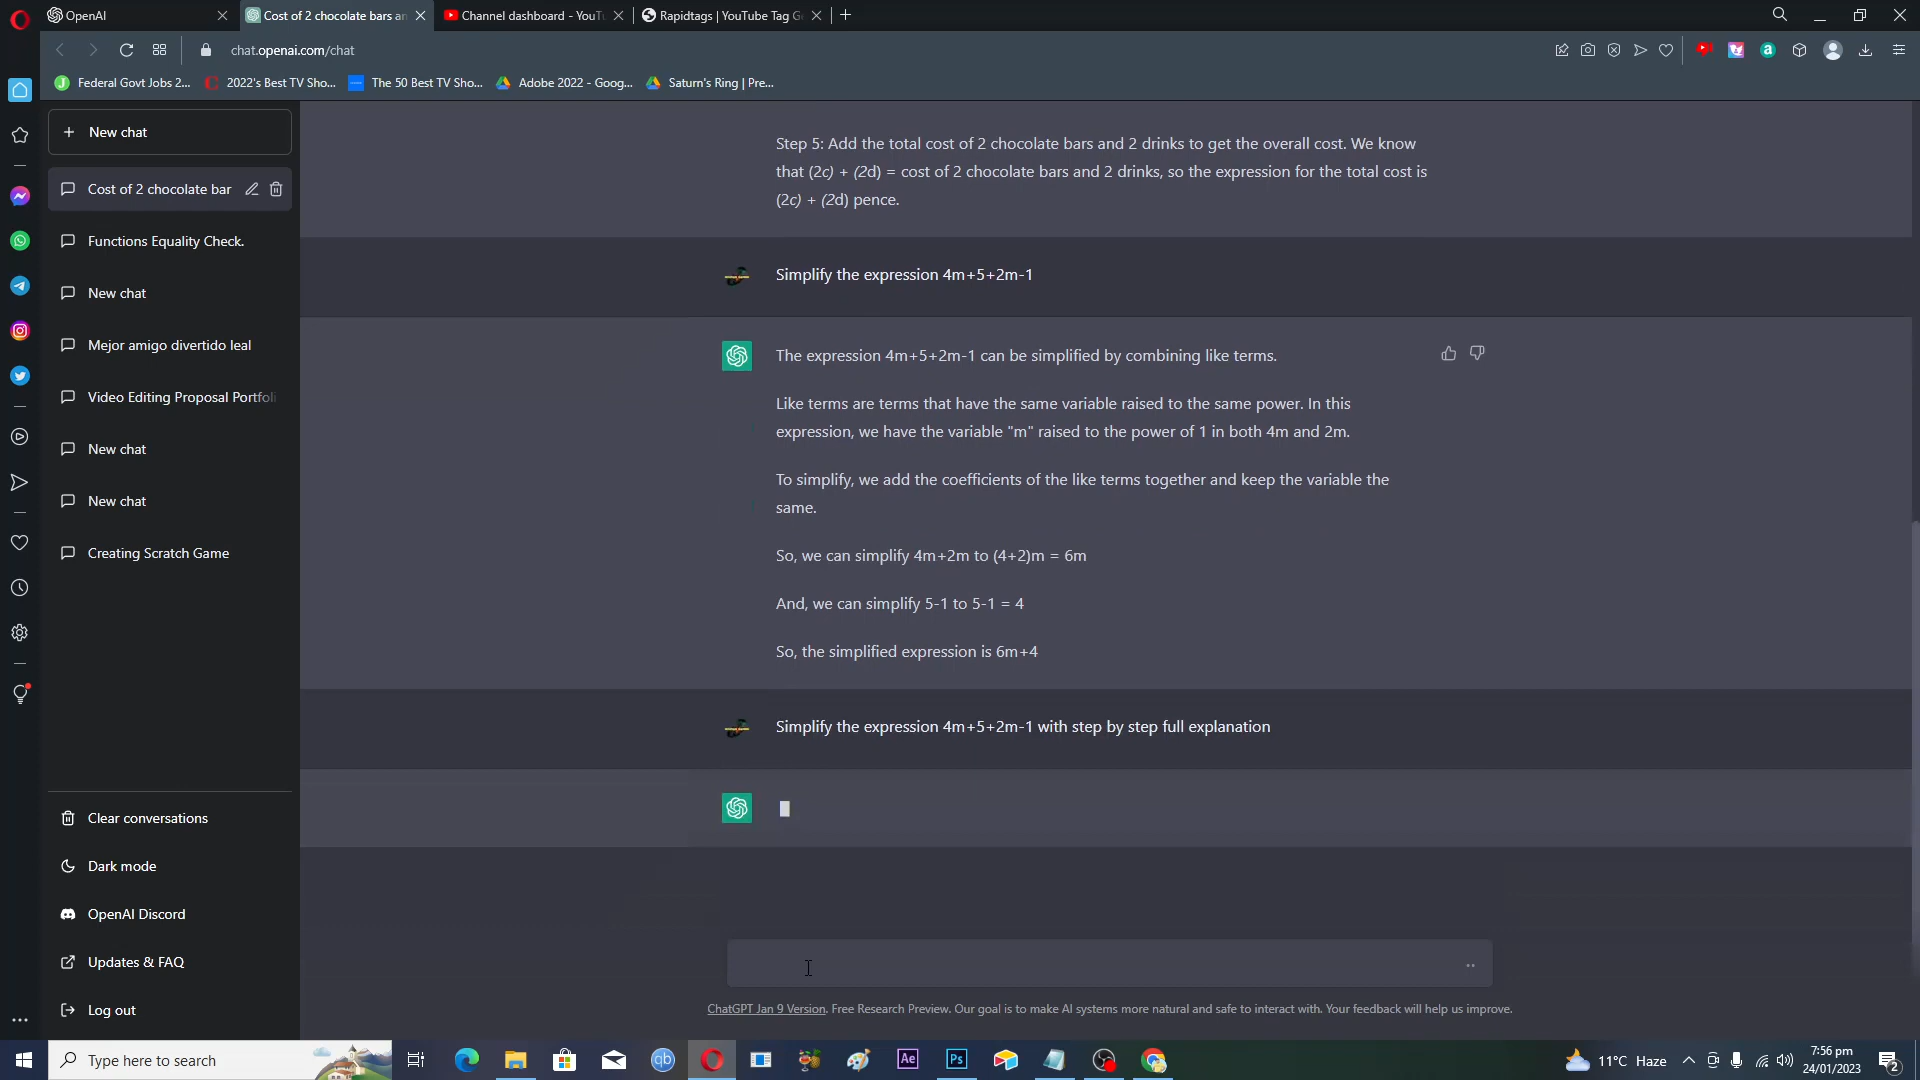 OpenAI
Cost of 2 chocolate bars an
Channel dashboard - YouTu
Rapidtags | YouTube Tag G
chat.openai.com/chat
Federal Govt Jobs 2...
2022's Best TV Sho...
The 50 Best TV Sho...
Adobe 2022 - Goog...
Saturn's Ring | Pre...
New chat
Cost of 2 chocolate bar
Functions Equality Check.
New chat
Mejor amigo divertido leal
Video Editing Proposal Portfoli
New chat
New chat
Creating Scratch Game
Clear conversations
Dark mode
OpenAI Discord
Updates & FAQ
Log out
Step 5: Add the total cost of 2 chocolate bars and 2 drinks to get the overall cost. We know
that (2c) + (2d) = cost of 2 chocolate bars and 2 drinks, so the expression for the total cost is
(2c) + (2d) pence.
Simplify the expression 4m+5+2m-1
The expression 4m+5+2m-1 can be simplified by combining like terms.
Like terms are terms that have the same variable raised to the same power. In this
expression, we have the variable "m" raised to the power of 1 in both 4m and 2m.
To simplify, we add the coefficients of the like terms together and keep the variable the
same.
So, we can simplify 4m+2m to (4+2)m = 6m
And, we can simplify 5-1 to 5-1 = 4
So, the simplified expression is 6m+4
Simplify the expression 4m+5+2m-1 with step by step full explanation
ChatGPT Jan 9 Version. Free Research Preview. Our goal is to make AI systems more natural and safe to interact with. Your feedback will help us improve.
Type here to search
qb
Ae
Ps
11°C Haze
7:56 pm
24/01/2023
2